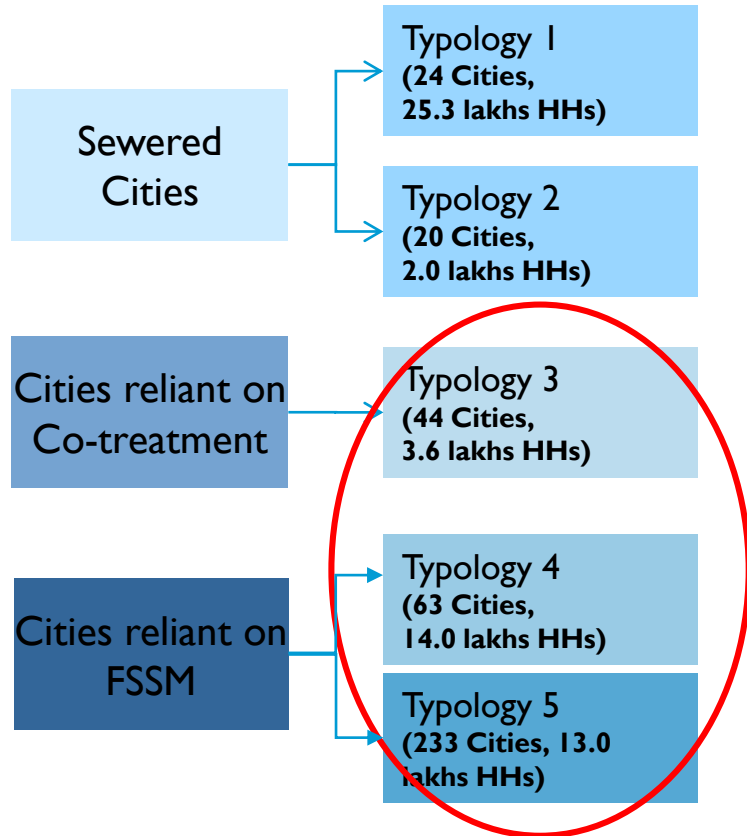 Sewered
Cities
Typology 1
(24 Cities,
25.3 lakhs HHs)
Typology 2
(20 Cities,
2.0 lakhs HHs)
Cities reliant on
Co-treatment
Typology 3
(44 Cities,
3.6 lakhs HHs)
Cities reliant on
FSSM
Typology 4
(63 Cities,
14.0 lakhs HHs)
Typology 5
(233 Cities, 13.0
lakhs HHs)